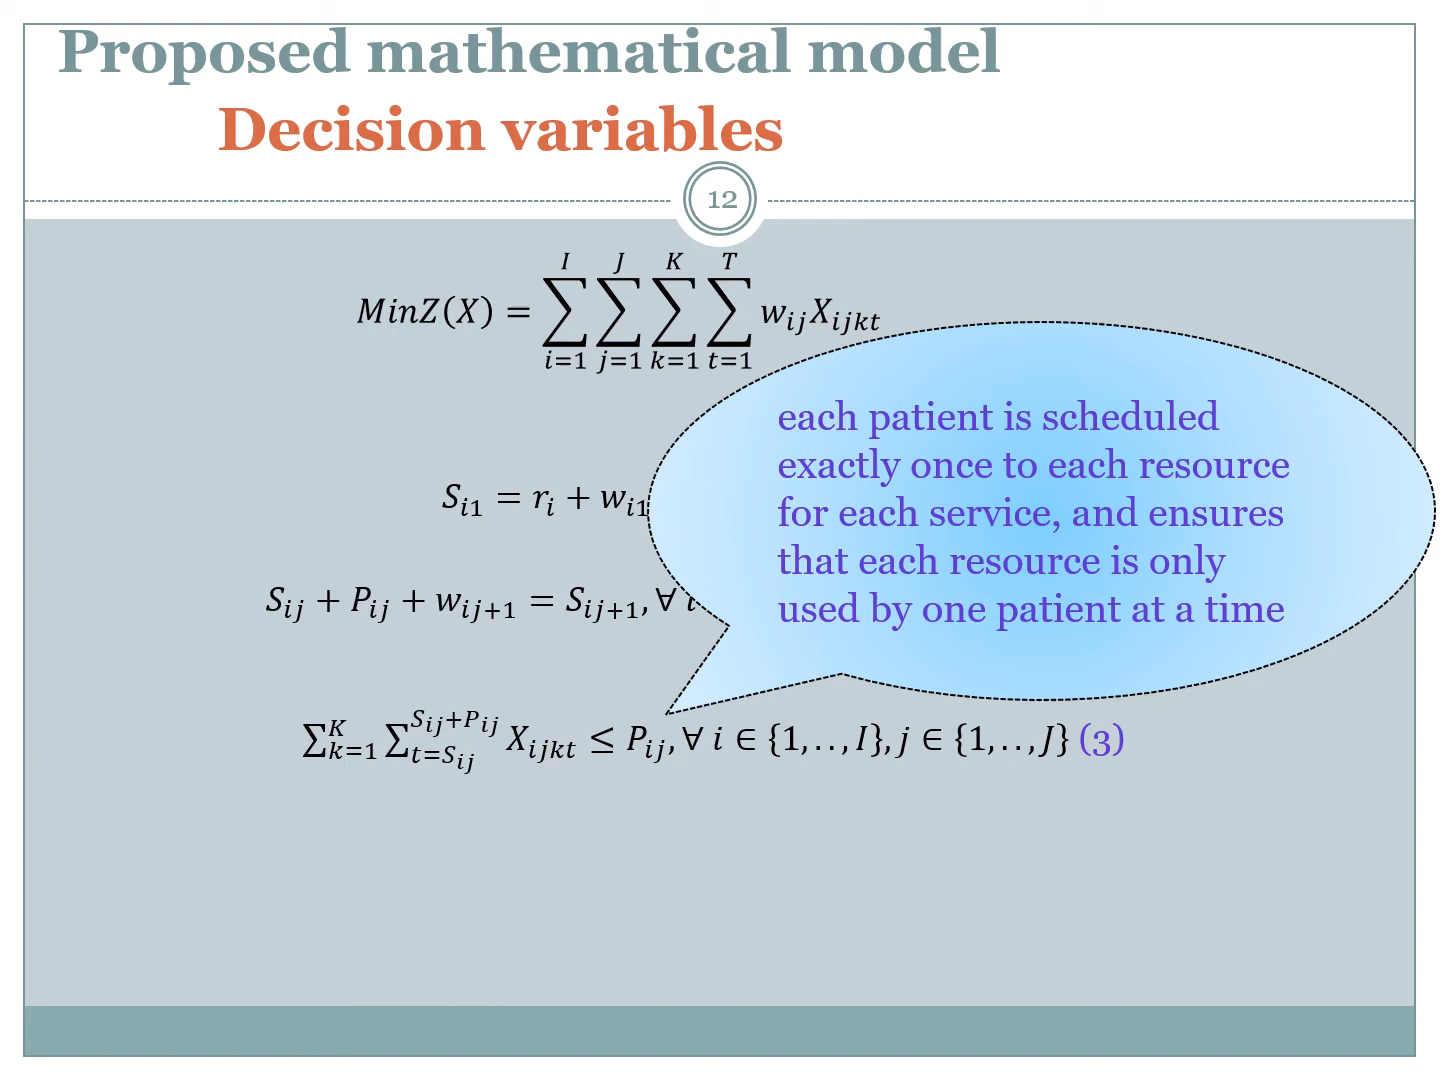 Proposed mathematical model
Decision variables
12
MinZ(X) = ∑_{i=1}^{I} ∑_{j=1}^{J} ∑_{k=1}^{K} ∑_{t=1}^{T} w_{ij}X_{ijkt}
each patient is scheduled
exactly once to each resource
for each service, and ensures
that each resource is only
used by one patient at a time
S_{i1} = r_i + w_{i1}
S_{ij} + P_{ij} + w_{ij+1} = S_{ij+1}, ∀ i
∑_{k=1}^{K} ∑_{t=S_{ij}}^{S_{ij}+P_{ij}} X_{ijkt} ≤ P_{ij}, ∀ i ∈ {1,..,I}, j ∈ {1,..,J} (3)